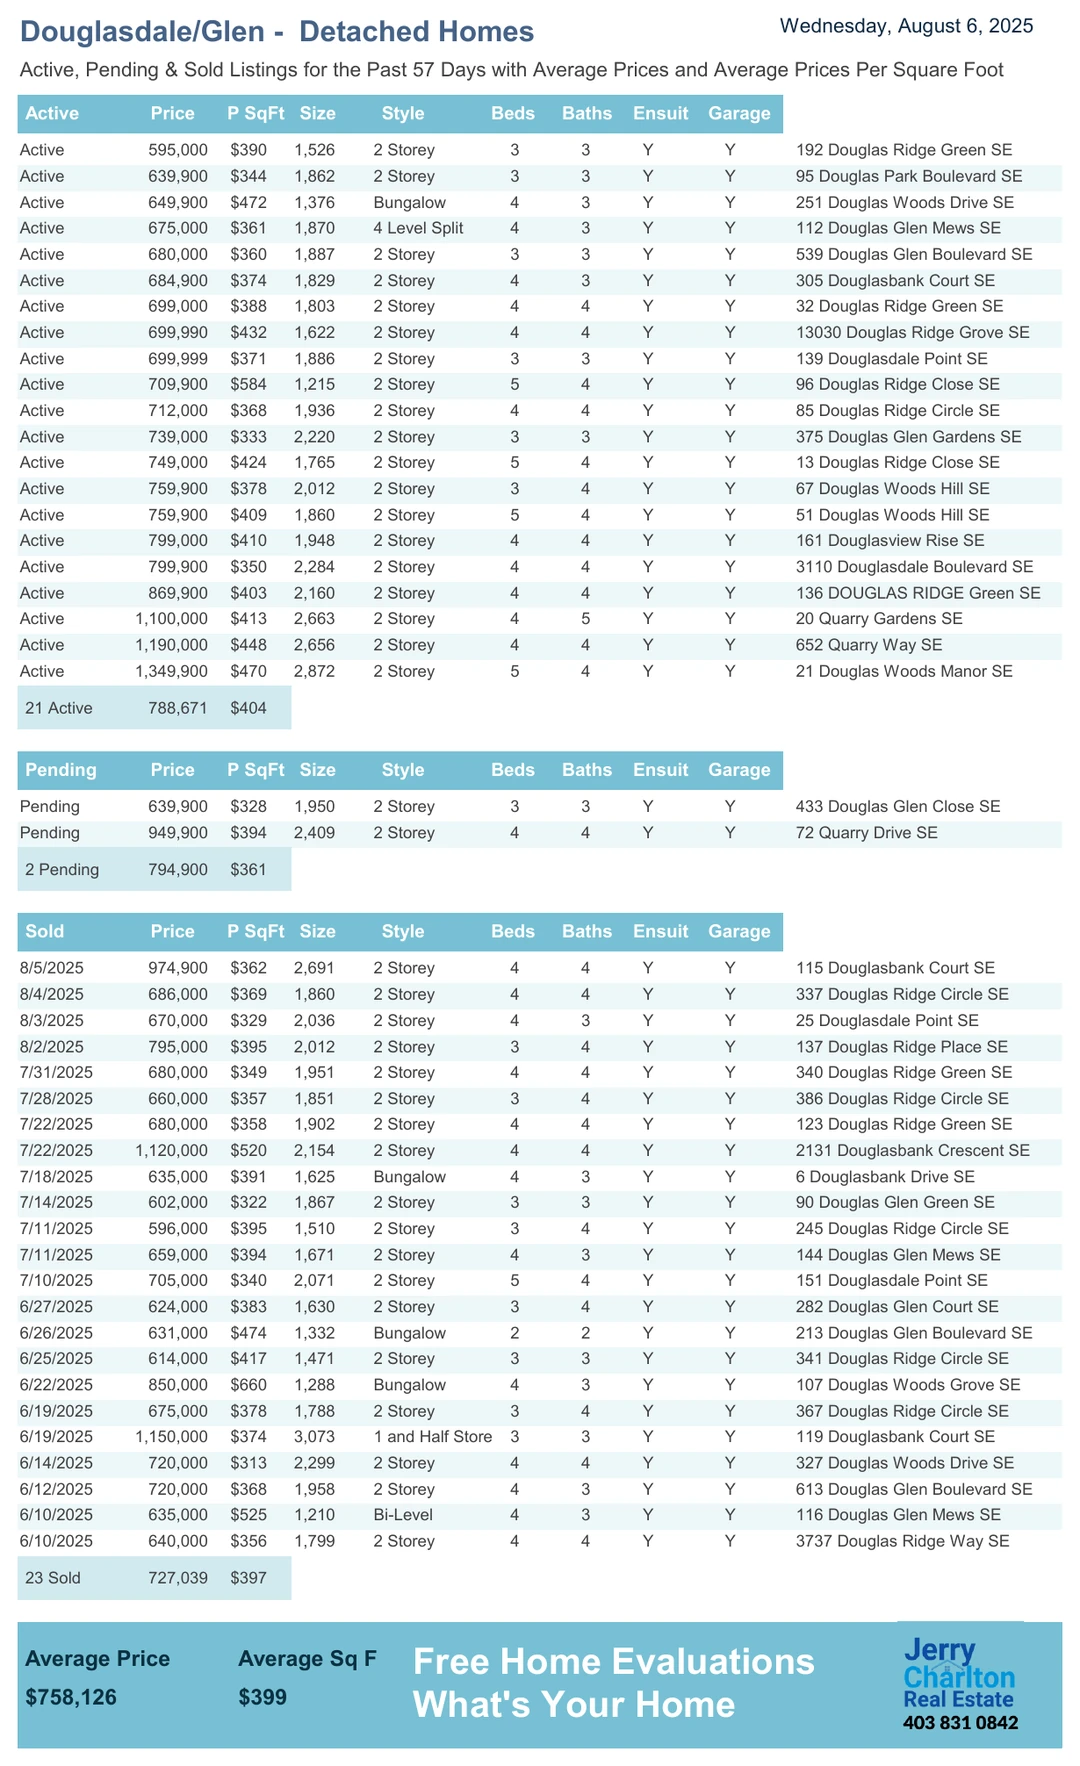 Douglasdale/Glen -  Detached Homes
Wednesday, August 6, 2025
Active, Pending & Sold Listings for the Past 57 Days with Average Prices and Average Prices Per Square Foot
Active Price P SqFt Size Style Beds Baths Ensuit Garage
Active 595,000 $390 1,526 2 Storey 3 3 Y Y 192 Douglas Ridge Green SE
Active 639,900 $344 1,862 2 Storey 3 3 Y Y 95 Douglas Park Boulevard SE
Active 649,900 $472 1,376 Bungalow 4 3 Y Y 251 Douglas Woods Drive SE
Active 675,000 $361 1,870 4 Level Split 4 3 Y Y 112 Douglas Glen Mews SE
Active 680,000 $360 1,887 2 Storey 3 3 Y Y 539 Douglas Glen Boulevard SE
Active 684,900 $374 1,829 2 Storey 4 3 Y Y 305 Douglasbank Court SE
Active 699,000 $388 1,803 2 Storey 4 4 Y Y 32 Douglas Ridge Green SE
Active 699,990 $432 1,622 2 Storey 4 4 Y Y 13030 Douglas Ridge Grove SE
Active 699,999 $371 1,886 2 Storey 3 3 Y Y 139 Douglasdale Point SE
Active 709,900 $584 1,215 2 Storey 5 4 Y Y 96 Douglas Ridge Close SE
Active 712,000 $368 1,936 2 Storey 4 4 Y Y 85 Douglas Ridge Circle SE
Active 739,000 $333 2,220 2 Storey 3 3 Y Y 375 Douglas Glen Gardens SE
Active 749,000 $424 1,765 2 Storey 5 4 Y Y 13 Douglas Ridge Close SE
Active 759,900 $378 2,012 2 Storey 3 4 Y Y 67 Douglas Woods Hill SE
Active 759,900 $409 1,860 2 Storey 5 4 Y Y 51 Douglas Woods Hill SE
Active 799,000 $410 1,948 2 Storey 4 4 Y Y 161 Douglasview Rise SE
Active 799,900 $350 2,284 2 Storey 4 4 Y Y 3110 Douglasdale Boulevard SE
Active 869,900 $403 2,160 2 Storey 4 4 Y Y 136 DOUGLAS RIDGE Green SE
Active 1,100,000 $413 2,663 2 Storey 4 5 Y Y 20 Quarry Gardens SE
Active 1,190,000 $448 2,656 2 Storey 4 4 Y Y 652 Quarry Way SE
Active 1,349,900 $470 2,872 2 Storey 5 4 Y Y 21 Douglas Woods Manor SE
21 Active 788,671 $404
Pending Price P SqFt Size Style Beds Baths Ensuit Garage
Pending 639,900 $328 1,950 2 Storey 3 3 Y Y 433 Douglas Glen Close SE
Pending 949,900 $394 2,409 2 Storey 4 4 Y Y 72 Quarry Drive SE
2 Pending 794,900 $361
Sold Price P SqFt Size Style Beds Baths Ensuit Garage
8/5/2025 974,900 $362 2,691 2 Storey 4 4 Y Y 115 Douglasbank Court SE
8/4/2025 686,000 $369 1,860 2 Storey 4 4 Y Y 337 Douglas Ridge Circle SE
8/3/2025 670,000 $329 2,036 2 Storey 4 3 Y Y 25 Douglasdale Point SE
8/2/2025 795,000 $395 2,012 2 Storey 3 4 Y Y 137 Douglas Ridge Place SE
7/31/2025 680,000 $349 1,951 2 Storey 4 4 Y Y 340 Douglas Ridge Green SE
7/28/2025 660,000 $357 1,851 2 Storey 3 4 Y Y 386 Douglas Ridge Circle SE
7/22/2025 680,000 $358 1,902 2 Storey 4 4 Y Y 123 Douglas Ridge Green SE
7/22/2025 1,120,000 $520 2,154 2 Storey 4 4 Y Y 2131 Douglasbank Crescent SE
7/18/2025 635,000 $391 1,625 Bungalow 4 3 Y Y 6 Douglasbank Drive SE
7/14/2025 602,000 $322 1,867 2 Storey 3 3 Y Y 90 Douglas Glen Green SE
7/11/2025 596,000 $395 1,510 2 Storey 3 4 Y Y 245 Douglas Ridge Circle SE
7/11/2025 659,000 $394 1,671 2 Storey 4 3 Y Y 144 Douglas Glen Mews SE
7/10/2025 705,000 $340 2,071 2 Storey 5 4 Y Y 151 Douglasdale Point SE
6/27/2025 624,000 $383 1,630 2 Storey 3 4 Y Y 282 Douglas Glen Court SE
6/26/2025 631,000 $474 1,332 Bungalow 2 2 Y Y 213 Douglas Glen Boulevard SE
6/25/2025 614,000 $417 1,471 2 Storey 3 3 Y Y 341 Douglas Ridge Circle SE
6/22/2025 850,000 $660 1,288 Bungalow 4 3 Y Y 107 Douglas Woods Grove SE
6/19/2025 675,000 $378 1,788 2 Storey 3 4 Y Y 367 Douglas Ridge Circle SE
6/19/2025 1,150,000 $374 3,073 1 and Half Store 3 3 Y Y 119 Douglasbank Court SE
6/14/2025 720,000 $313 2,299 2 Storey 4 4 Y Y 327 Douglas Woods Drive SE
6/12/2025 720,000 $368 1,958 2 Storey 4 3 Y Y 613 Douglas Glen Boulevard SE
6/10/2025 635,000 $525 1,210 Bi-Level 4 3 Y Y 116 Douglas Glen Mews SE
6/10/2025 640,000 $356 1,799 2 Storey 4 4 Y Y 3737 Douglas Ridge Way SE
23 Sold 727,039 $397
Average Price Average Sq F
$758,126 $399
Free Home Evaluations
What's Your Home
Jerry
Charlton
Real Estate
403 831 0842